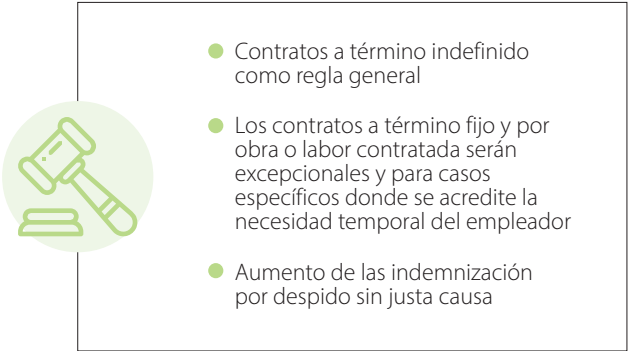 Contratos a término indefinido
como regla general
Los contratos a término fijo y por
obra o labor contratada serán
excepcionales y para casos
específicos donde se acredite la
necesidad temporal del empleador
Aumento de las indemnización
por despido sin justa causa